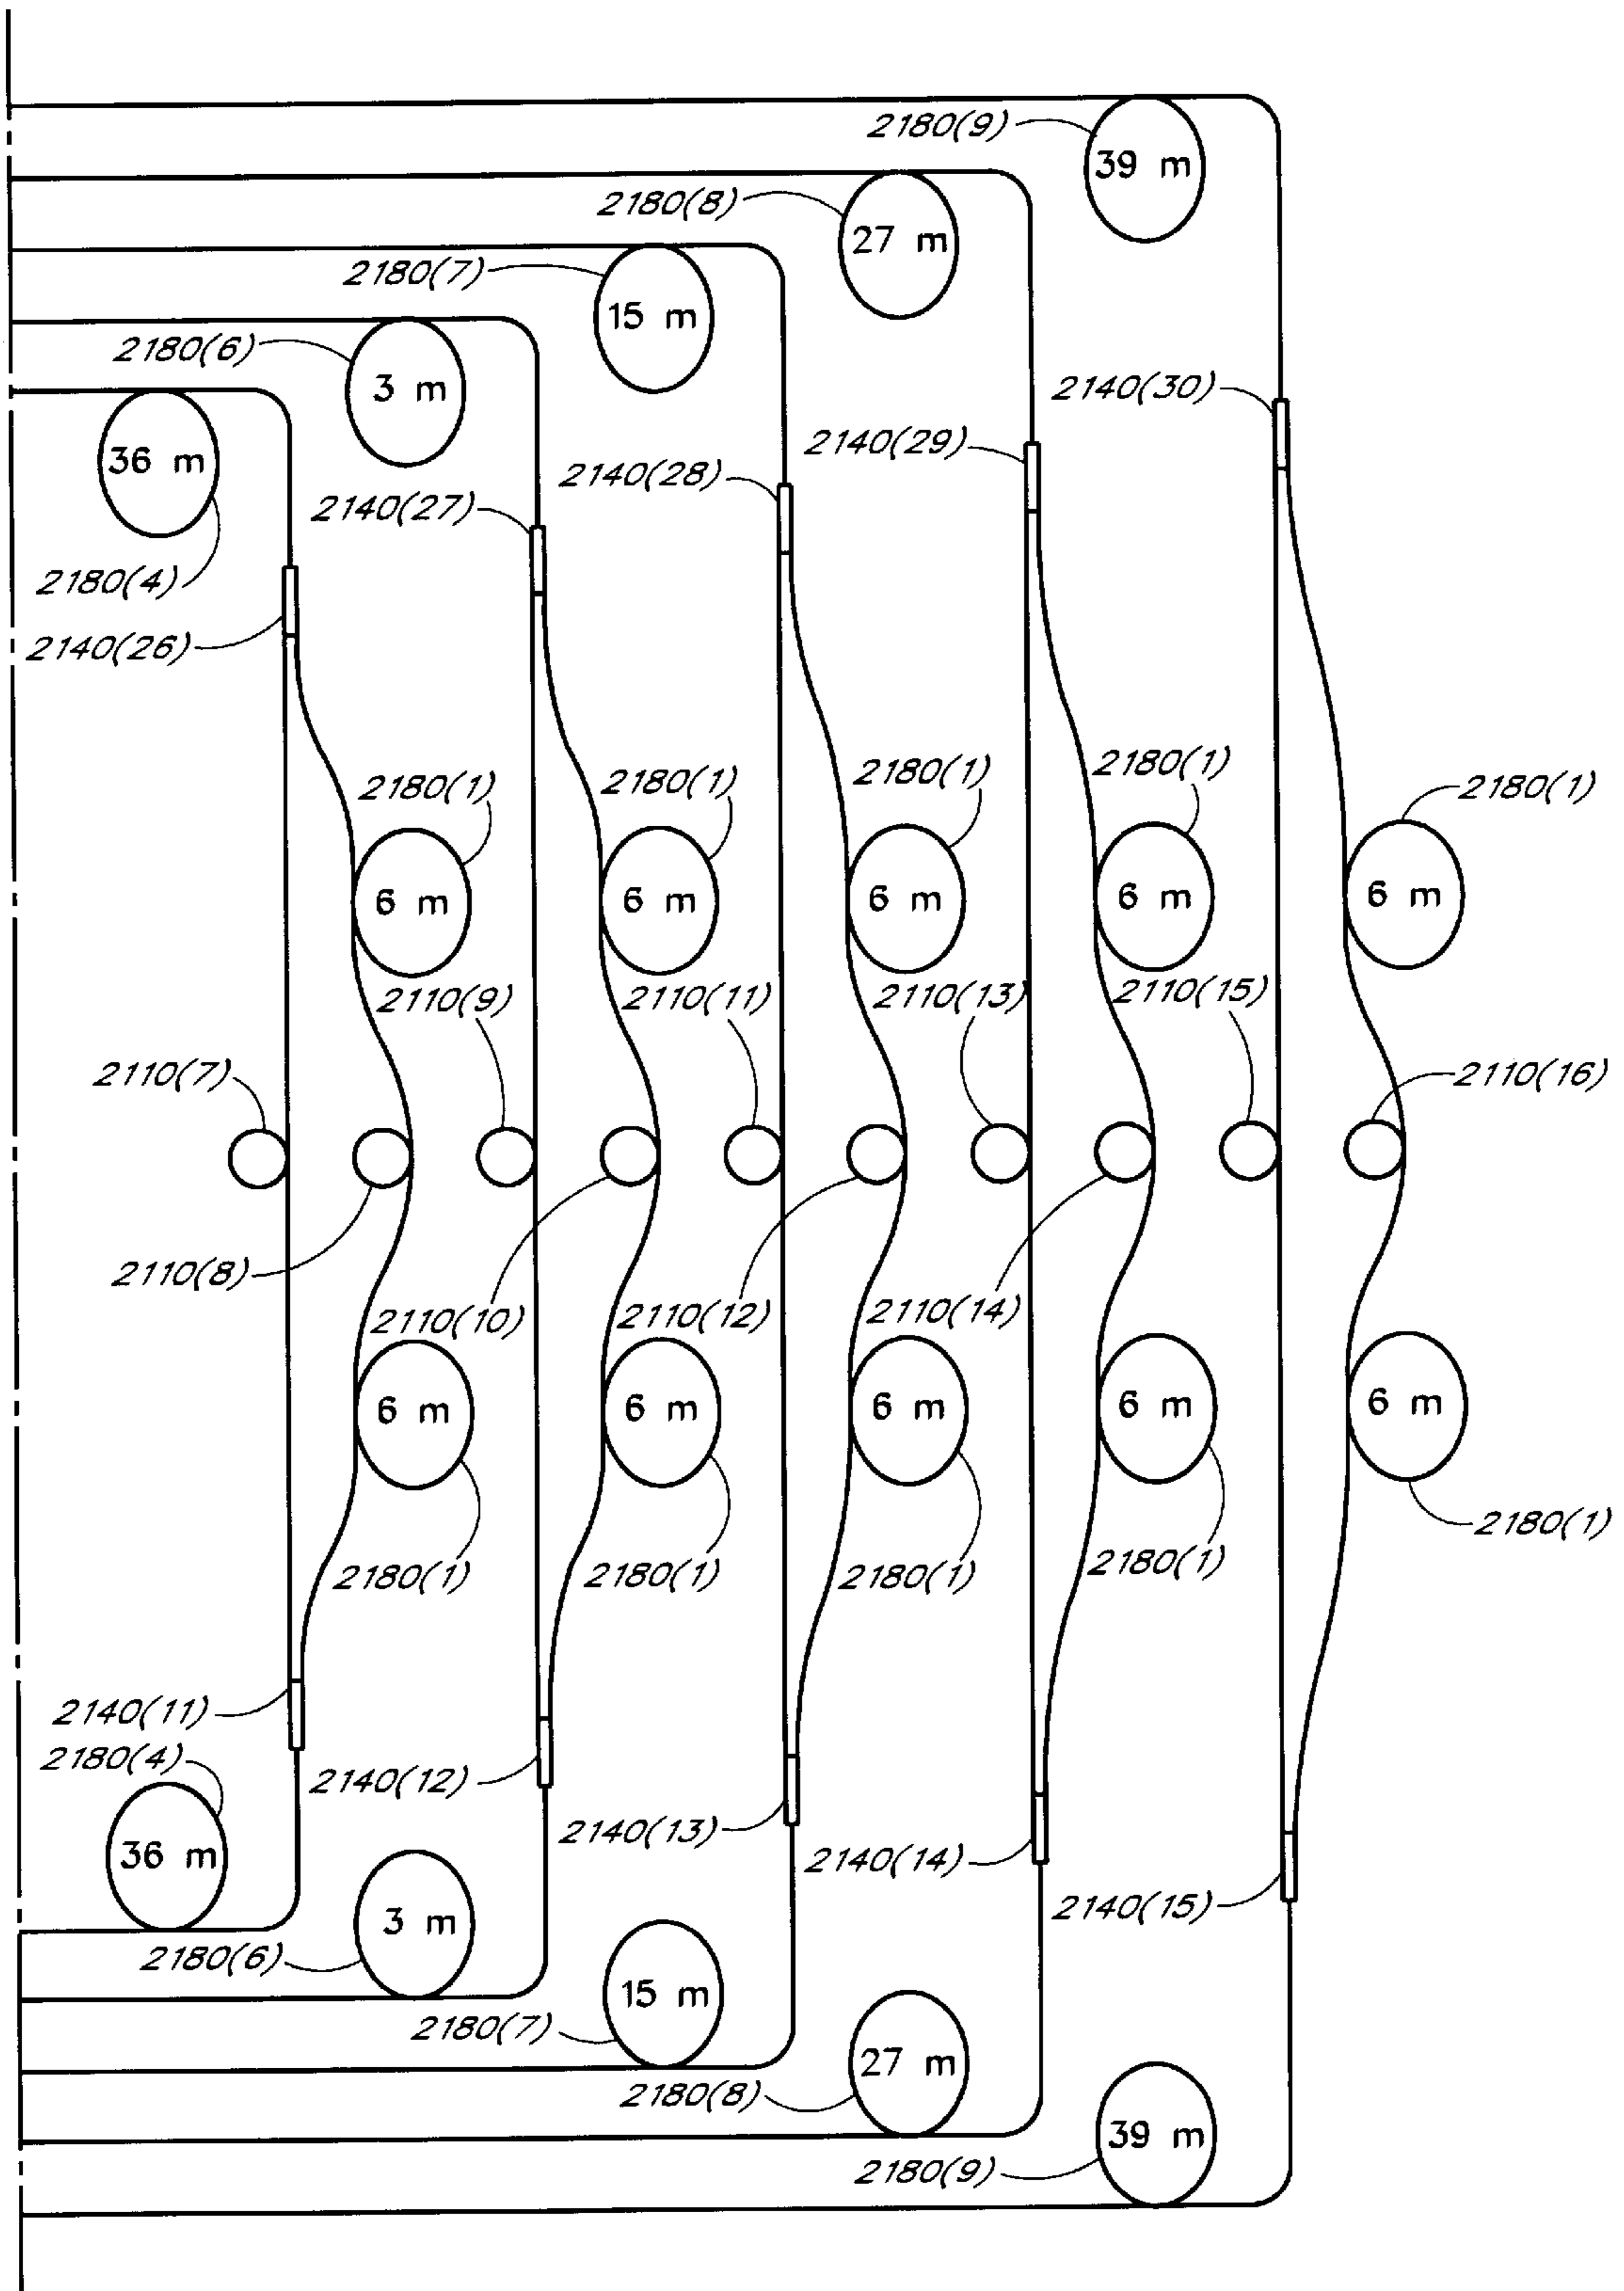 2180(9)
39 m
2180(8)
27 m
2180(7)
15 m
2180(6)
3 m
36 m
2180(4)
2140(30)
2140(29)
2140(28)
2140(27)
2140(26)
2180(1)
2180(1)
2180(1)
2180(1)
2180(1)
6 m
6 m
6 m
6 m
6 m
2110(9)
2110(11)
2110(13)
2110(15)
2110(7)
2110(16)
2110(8)
2110(10)
2110(12)
2110(14)
6 m
6 m
6 m
6 m
6 m
2180(1)
2180(1)
2180(1)
2180(1)
2180(1)
2140(11)
2180(4)
2140(12)
2140(13)
2140(14)
2140(15)
36 m
3 m
2180(6)
15 m
2180(7)
27 m
2180(8)
39 m
2180(9)